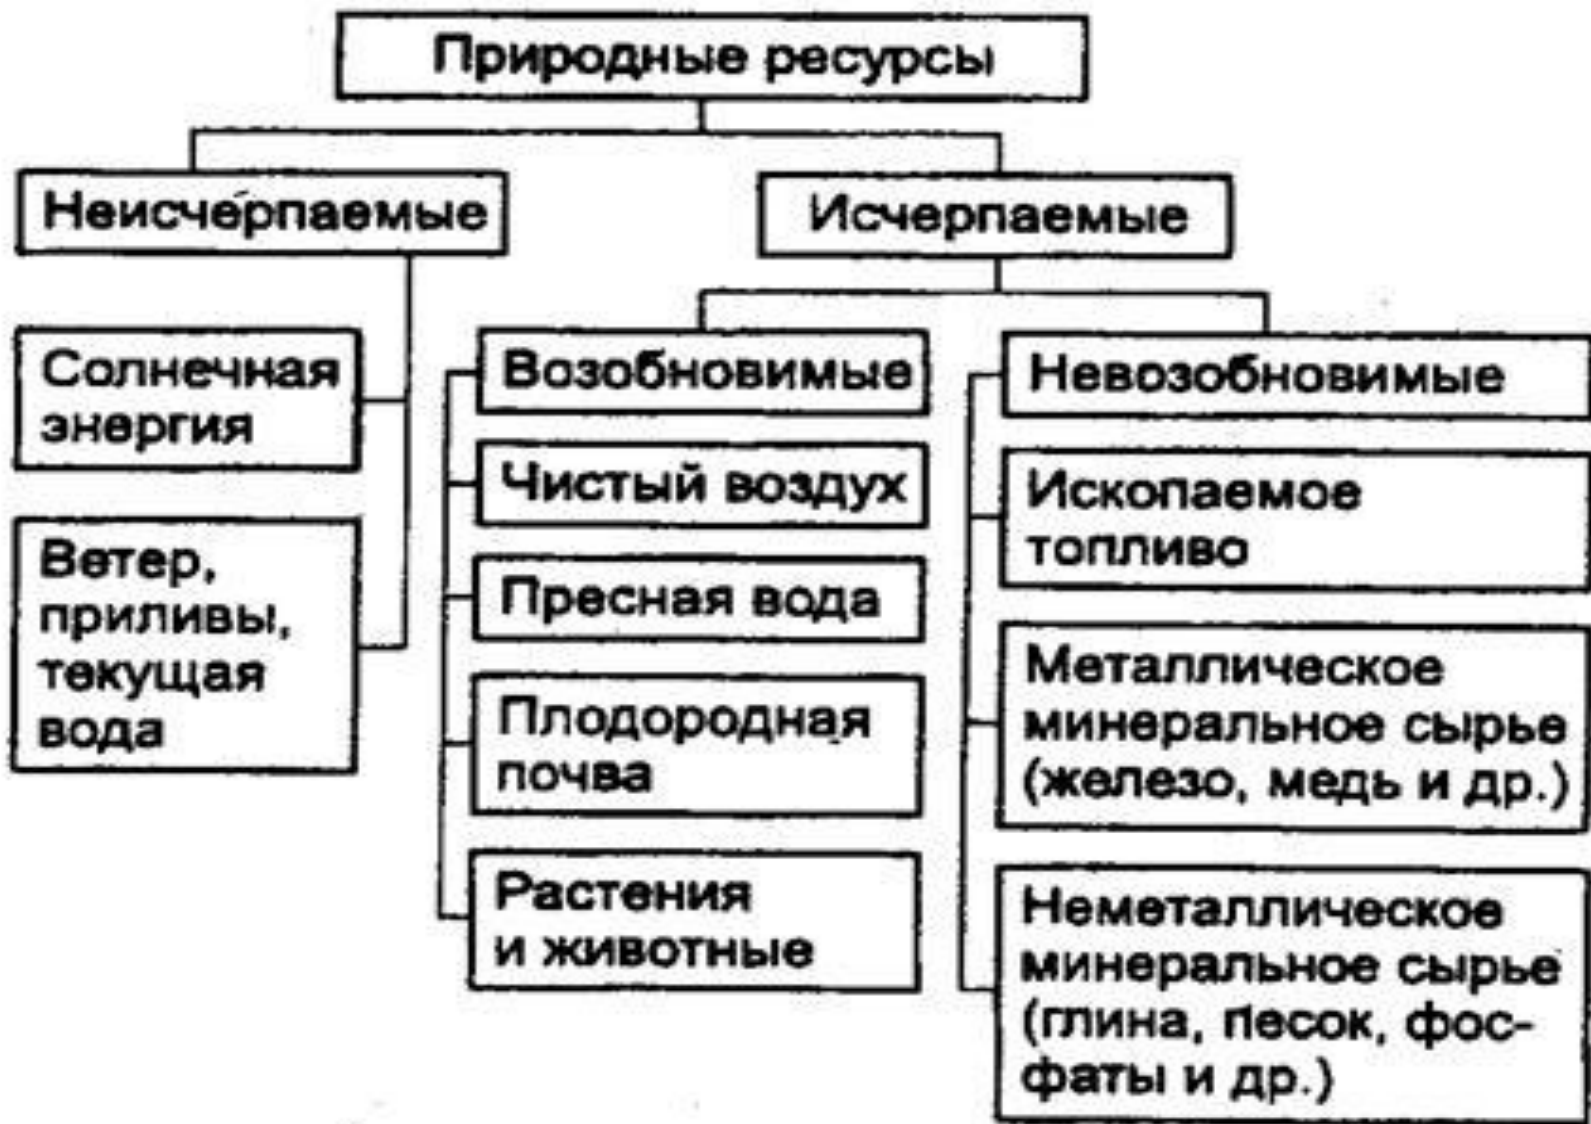 Природные ресурсы
Неисчерпаемые
Исчерпаемые
Солнечная
энергия
Ветер,
приливы,
текущая
вода
Возобновимые
Чистый воздух
Пресная вода
Плодородная
почва
Растения
и животные
Невозобновимые
Ископаемое
топливо
Металлическое
минеральное сырье
(железо, медь и др.)
Неметаллическое
минеральное сырье
(глина, песок, фос-
фаты и др.)